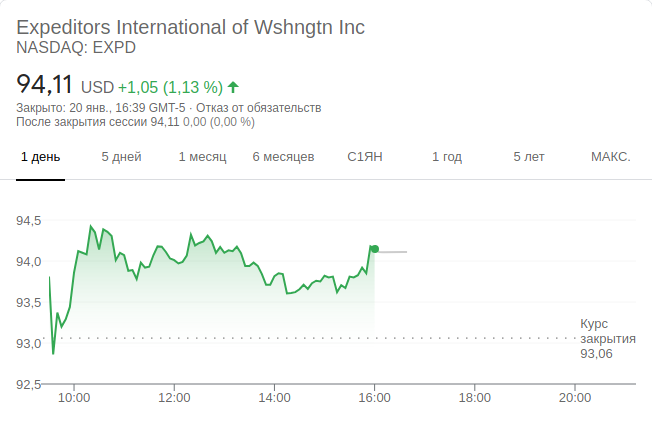 Expeditors International of Wshngtn Inc
NASDAQ: EXPD
94,11 USD +1,05 (1,13 %)
Закрыто: 20 янв., 16:39 GMT-5 · Отказ от обязательств
После закрытия сессии 94,11 0,00 (0,00 %)
1 день 5 дней 1 месяц 6 месяцев С1ЯН 1 год 5 лет МАКС.
94,5
94,0
93,5
93,0
92,5
Курс
закрытия
93,06
10:00 12:00 14:00 16:00 18:00 20:00